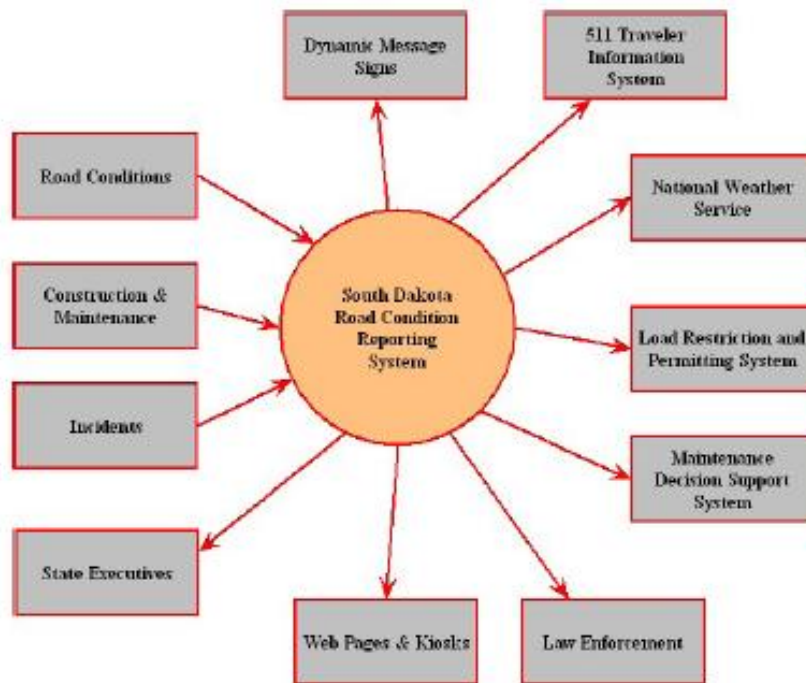 Dynamic Message
Signs
511 Traveler
Information
System
Road Conditions
National Weather
Service
Construction &
Maintenance
South Dakota
Road Condition
Reporting
System
Load Restriction and
Permitting System
Incidents
Maintenance
Decision Support
System
State Executives
Web Pages & Kiosks
Law Enforcement